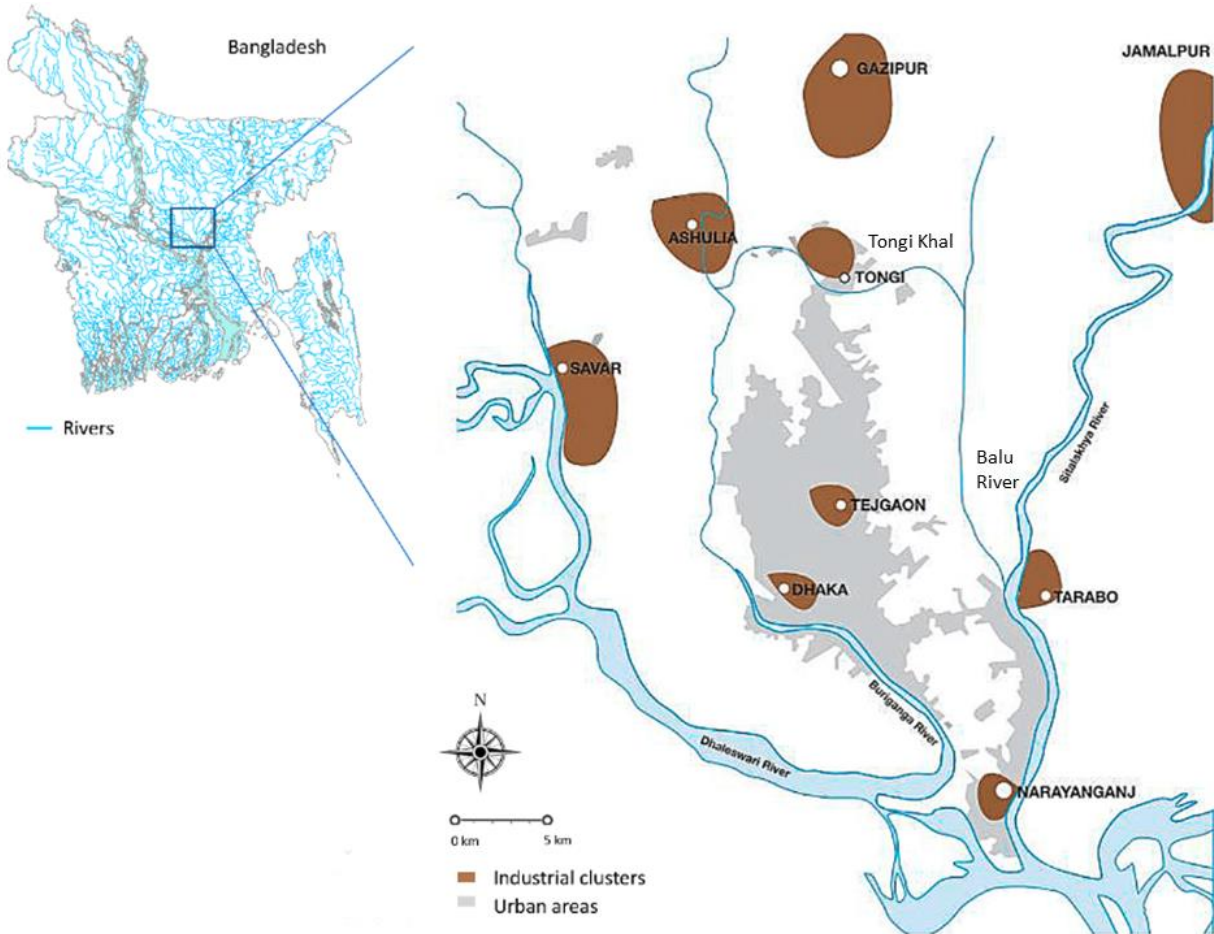 Bangladesh
Rivers
GAZIPUR
JAMALPUR
ASHULIA
Tongi Khal
TONGI
SAVAR
Balu
River
Sitalskhya River
TEJGAON
DHAKA
TARABO
Buriganga River
Dhaleswari River
NARAYANGANJ
N
0 km
5 km
Industrial clusters
Urban areas